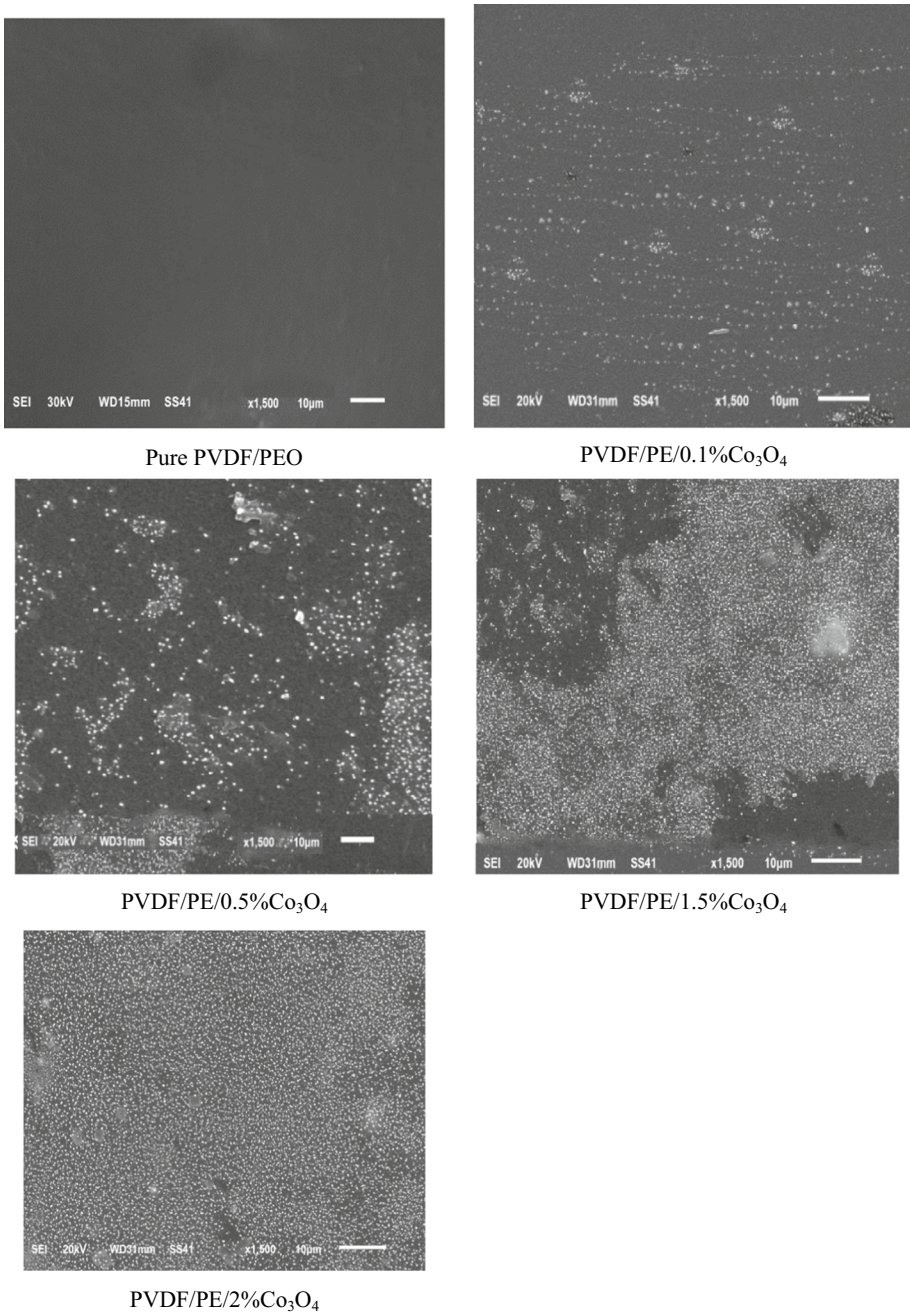 SEI 30kV WD15mm SS41 x1,500 10μm
Pure PVDF/PEO
SEI 20kV WD31mm SS41 x1,500 10μm
PVDF/PE/0.1%Co₃O₄
SEI 20kV WD31mm SS41 x1,500 10μm
PVDF/PE/0.5%Co₃O₄
SEI 20kV WD31mm SS41 x1,500 10μm
PVDF/PE/1.5%Co₃O₄
SEI 20kV WD31mm SS41 x1,500 10μm
PVDF/PE/2%Co₃O₄